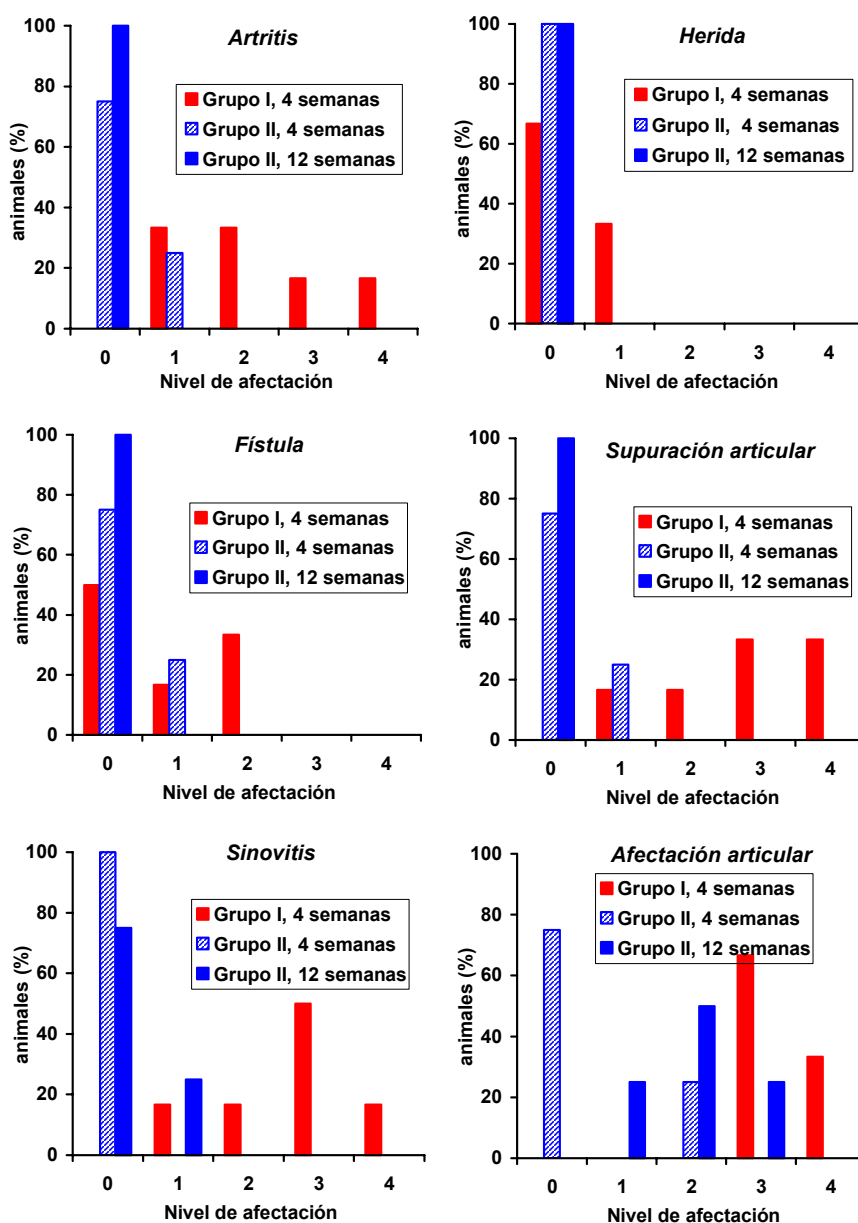 Artritis
100
80
60
40
20
0
animales (%)
Grupo I, 4 semanas
Grupo II, 4 semanas
Grupo II, 12 semanas
0 1 2 3 4
Nivel de afectación
Herida
100
80
60
40
20
0
animales (%)
Grupo I, 4 semanas
Grupo II, 4 semanas
Grupo II, 12 semanas
0 1 2 3 4
Nivel de afectación
Fístula
100
80
60
40
20
0
animales (%)
Grupo I, 4 semanas
Grupo II, 4 semanas
Grupo II, 12 semanas
0 1 2 3 4
Nivel de afectación
Supuración articular
100
80
60
40
20
0
animales (%)
Grupo I, 4 semanas
Grupo II, 4 semanas
Grupo II, 12 semanas
0 1 2 3 4
Nivel de afectación
Sinovitis
100
80
60
40
20
0
animales (%)
Grupo I, 4 semanas
Grupo II, 4 semanas
Grupo II, 12 semanas
0 1 2 3 4
Nivel de afectación
Afectación articular
100
80
60
40
20
0
animales (%)
Grupo I, 4 semanas
Grupo II, 4 semanas
Grupo II, 12 semanas
0 1 2 3 4
Nivel de afectación